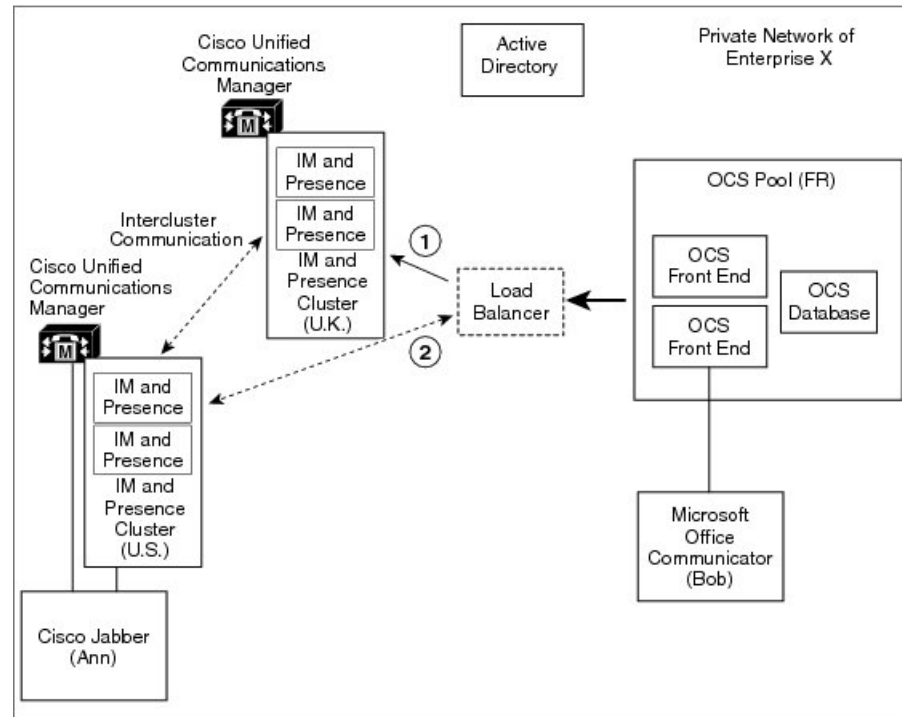 Cisco Unified
Communications
Manager
M
Active
Directory
Private Network of
Enterprise X
IM and
Presence
IM and
Presence
IM and
Presence
Cluster
(U.K.)
Intercluster
Communication
1
Load
Balancer
2
OCS Pool (FR)
OCS
Front End
OCS
Front End
OCS
Database
Cisco Unified
Communications
Manager
M
IM and
Presence
IM and
Presence
IM and
Presence
Cluster
(U.S.)
Microsoft
Office
Communicator
(Bob)
Cisco Jabber
(Ann)